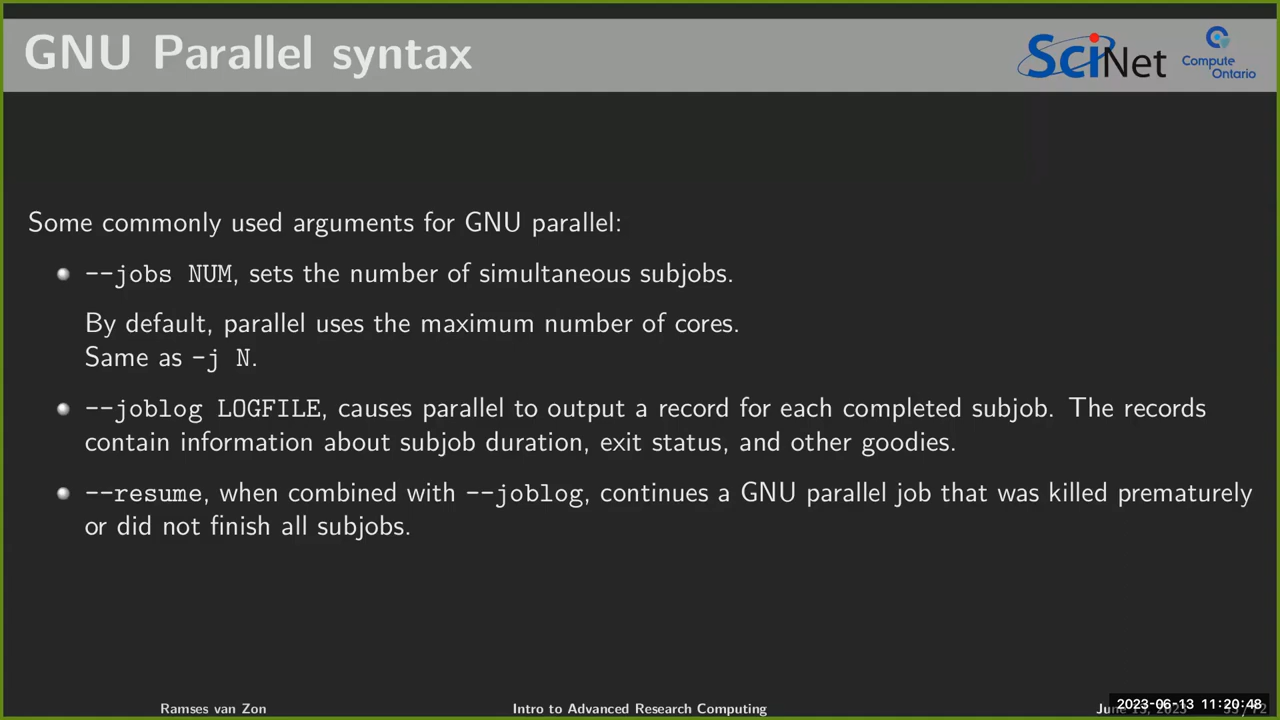 GNU Parallel syntax
SciNet
Compute
Ontario
Some commonly used arguments for GNU parallel:
--jobs NUM, sets the number of simultaneous subjobs.
By default, parallel uses the maximum number of cores.
Same as -j N.
--joblog LOGFILE, causes parallel to output a record for each completed subjob. The records
contain information about subjob duration, exit status, and other goodies.
--resume, when combined with --joblog, continues a GNU parallel job that was killed prematurely
or did not finish all subjobs.
Ramses van Zon
Intro to Advanced Research Computing
2023-06-13 11:20:48